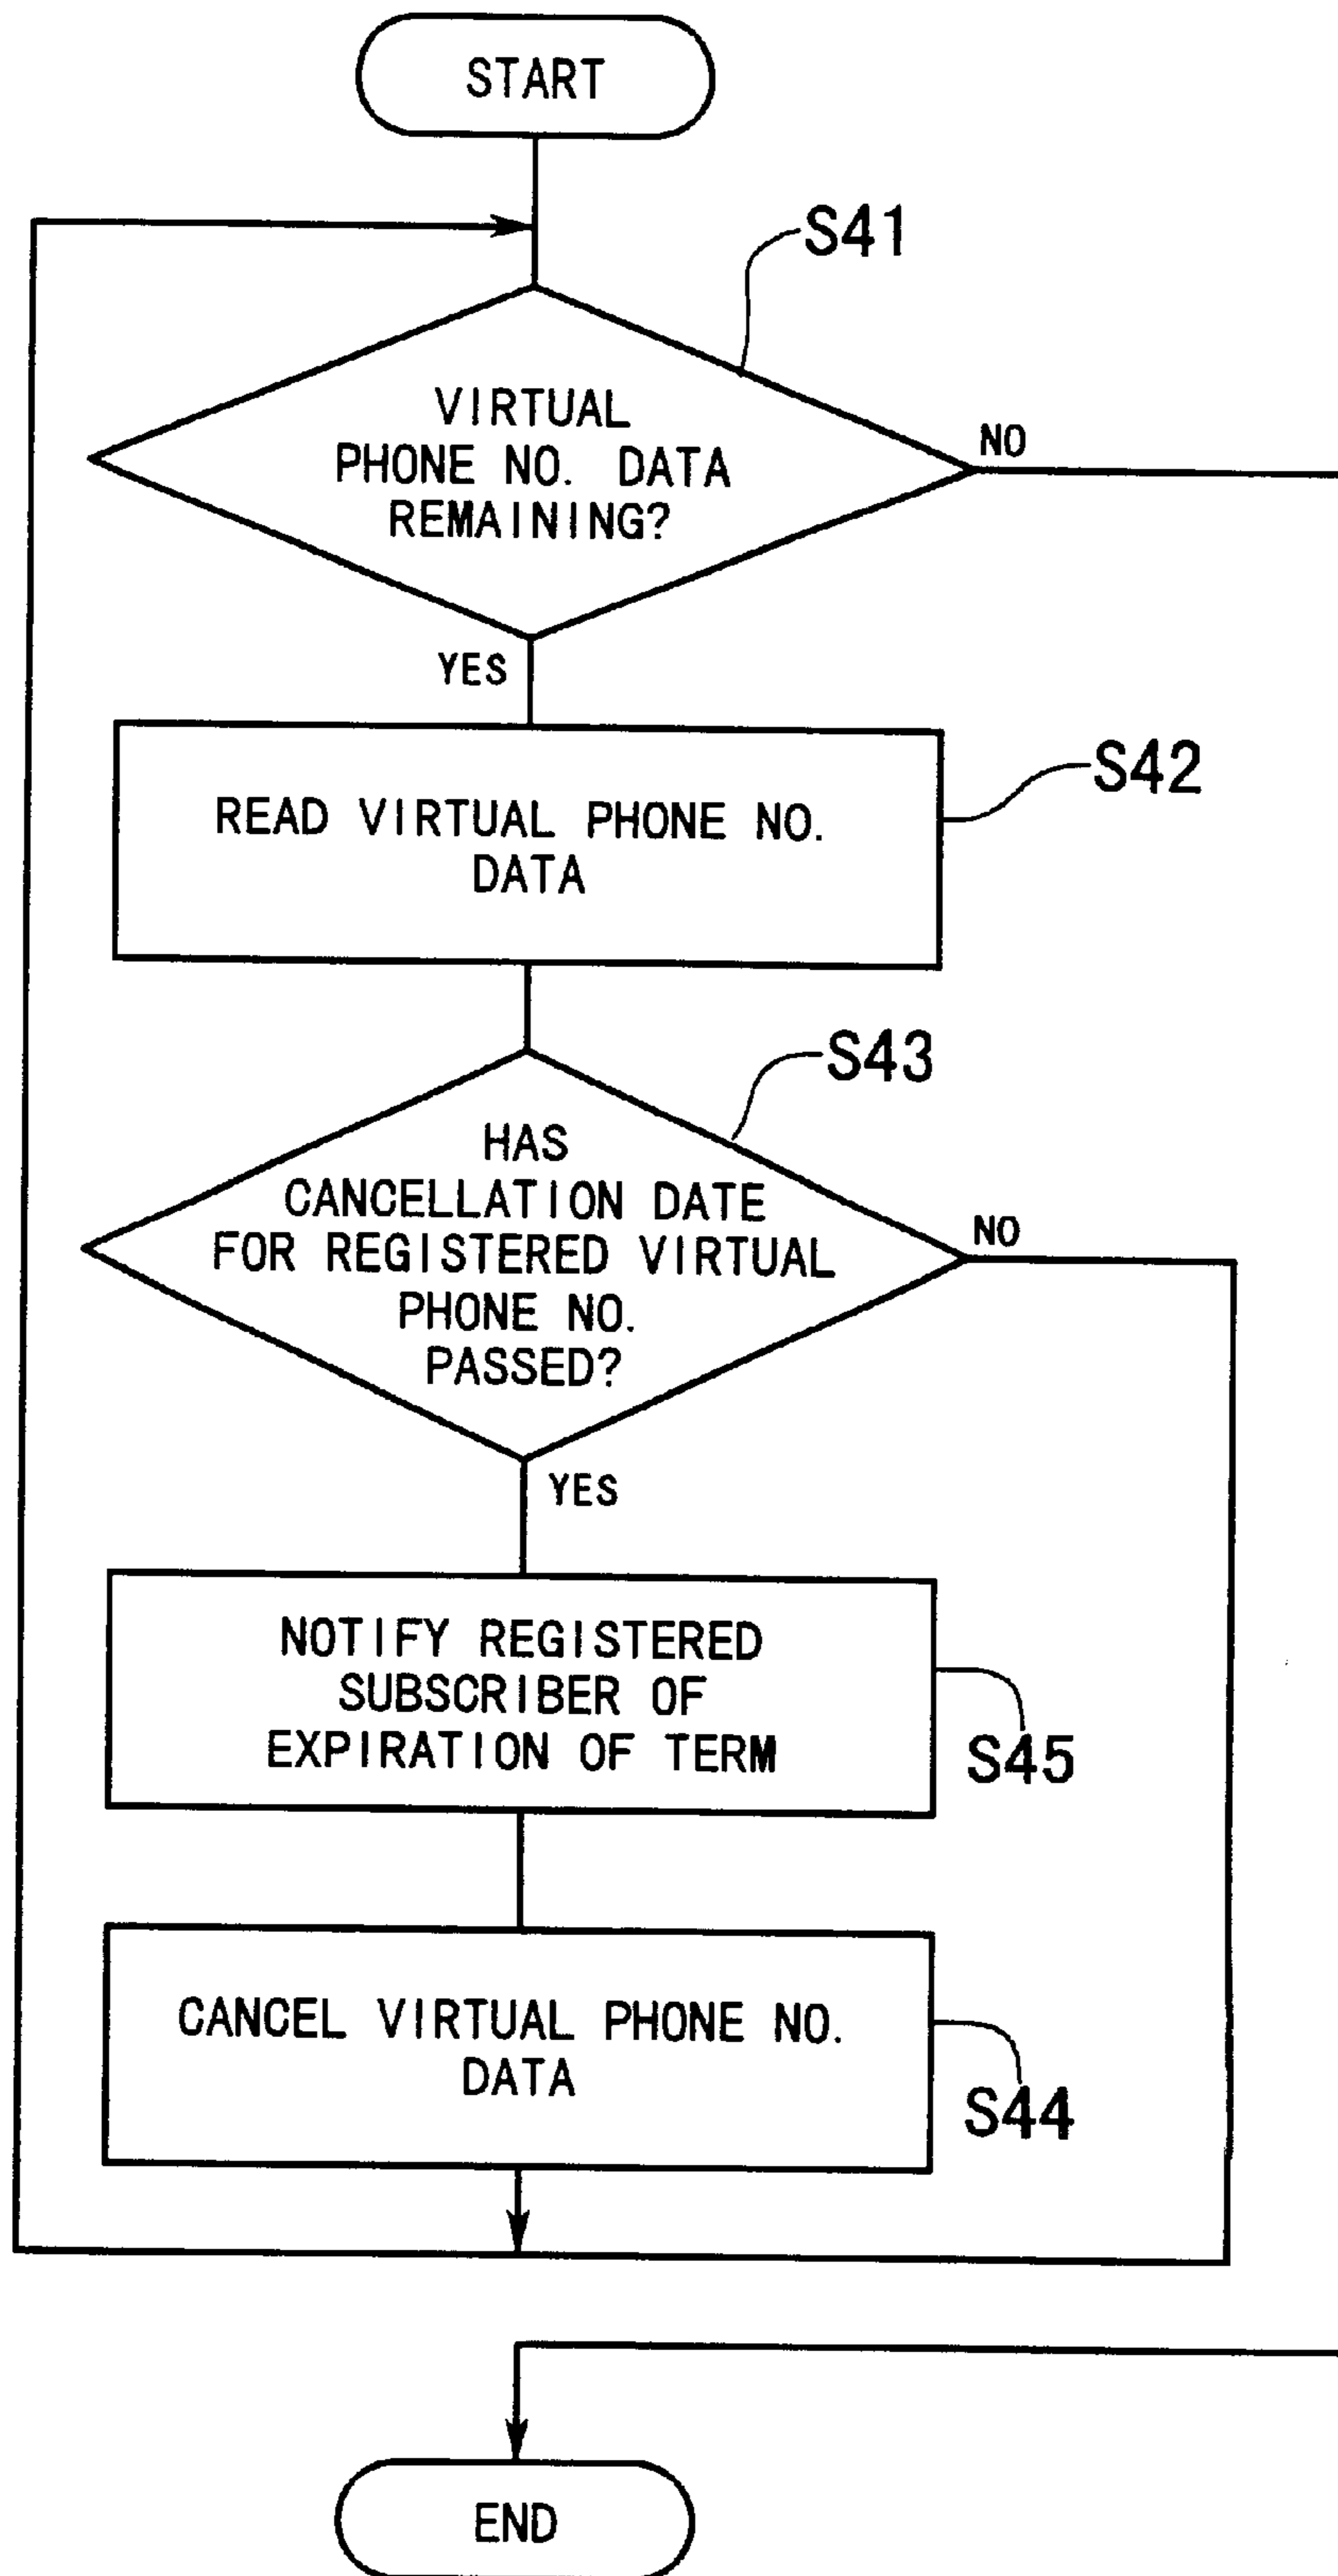 START
S41
VIRTUAL
PHONE NO. DATA
REMAINING?
NO
YES
S42
READ VIRTUAL PHONE NO.
DATA
S43
HAS
CANCELLATION DATE
FOR REGISTERED VIRTUAL
PHONE NO.
PASSED?
NO
YES
NOTIFY REGISTERED
SUBSCRIBER OF
EXPIRATION OF TERM
S45
CANCEL VIRTUAL PHONE NO.
DATA
S44
END